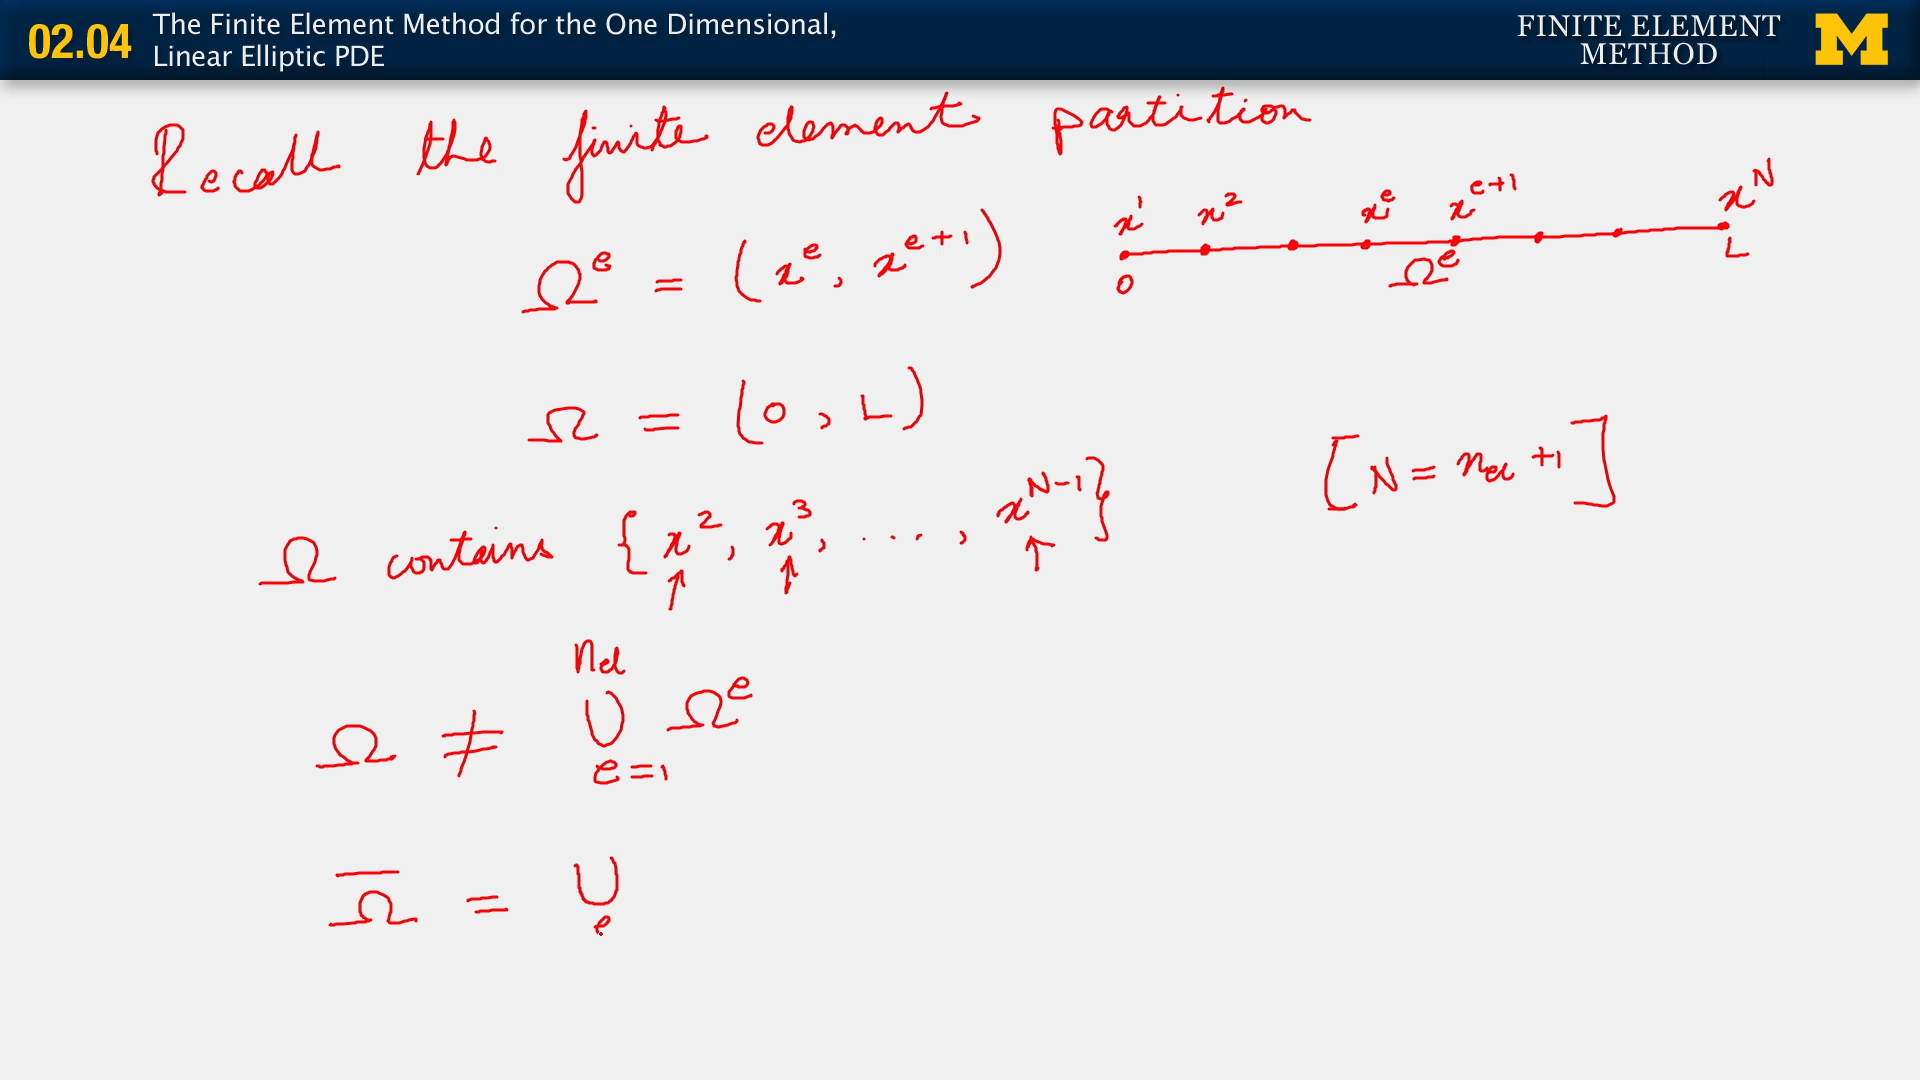 02.04
The Finite Element Method for the One Dimensional,
Linear Elliptic PDE
FINITE ELEMENT
METHOD
M
Recall the finite element partition
x¹ x² xᵉ xᵉ⁺¹ xᴺ
0 Ωᵉ L
Ωᵉ = (xᵉ, xᵉ⁺¹)
Ω = (0, L)
[N = nₑₗ +1]
Ω contains {x², x³, ...., xᴺ⁻¹}
↑ ↑ ↑
nₑₗ
Ω ≠ ∪ Ωᵉ
e=1
Ω̅ = ∪
e